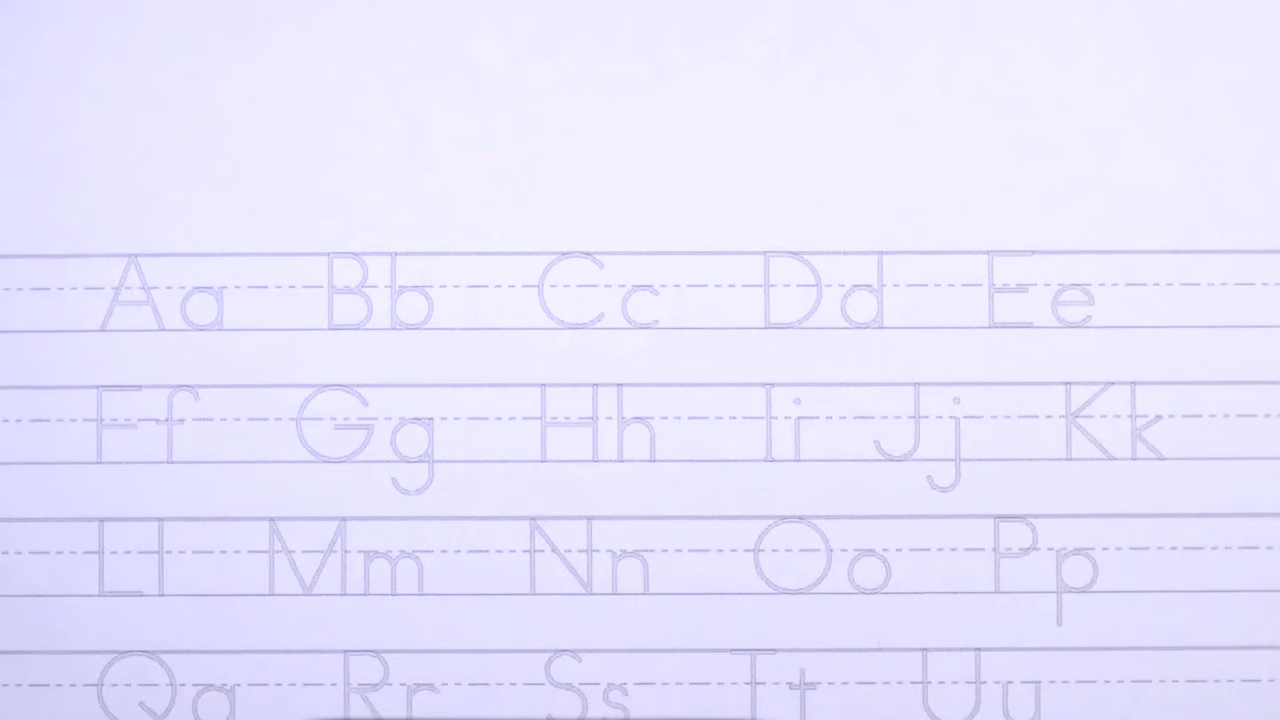 Aa Bb Cc Dd Ee
Ff Gg Hh Ii Jj Kk
Ll Mm Nn Oo Pp
Qq Rr Ss Tt Uu